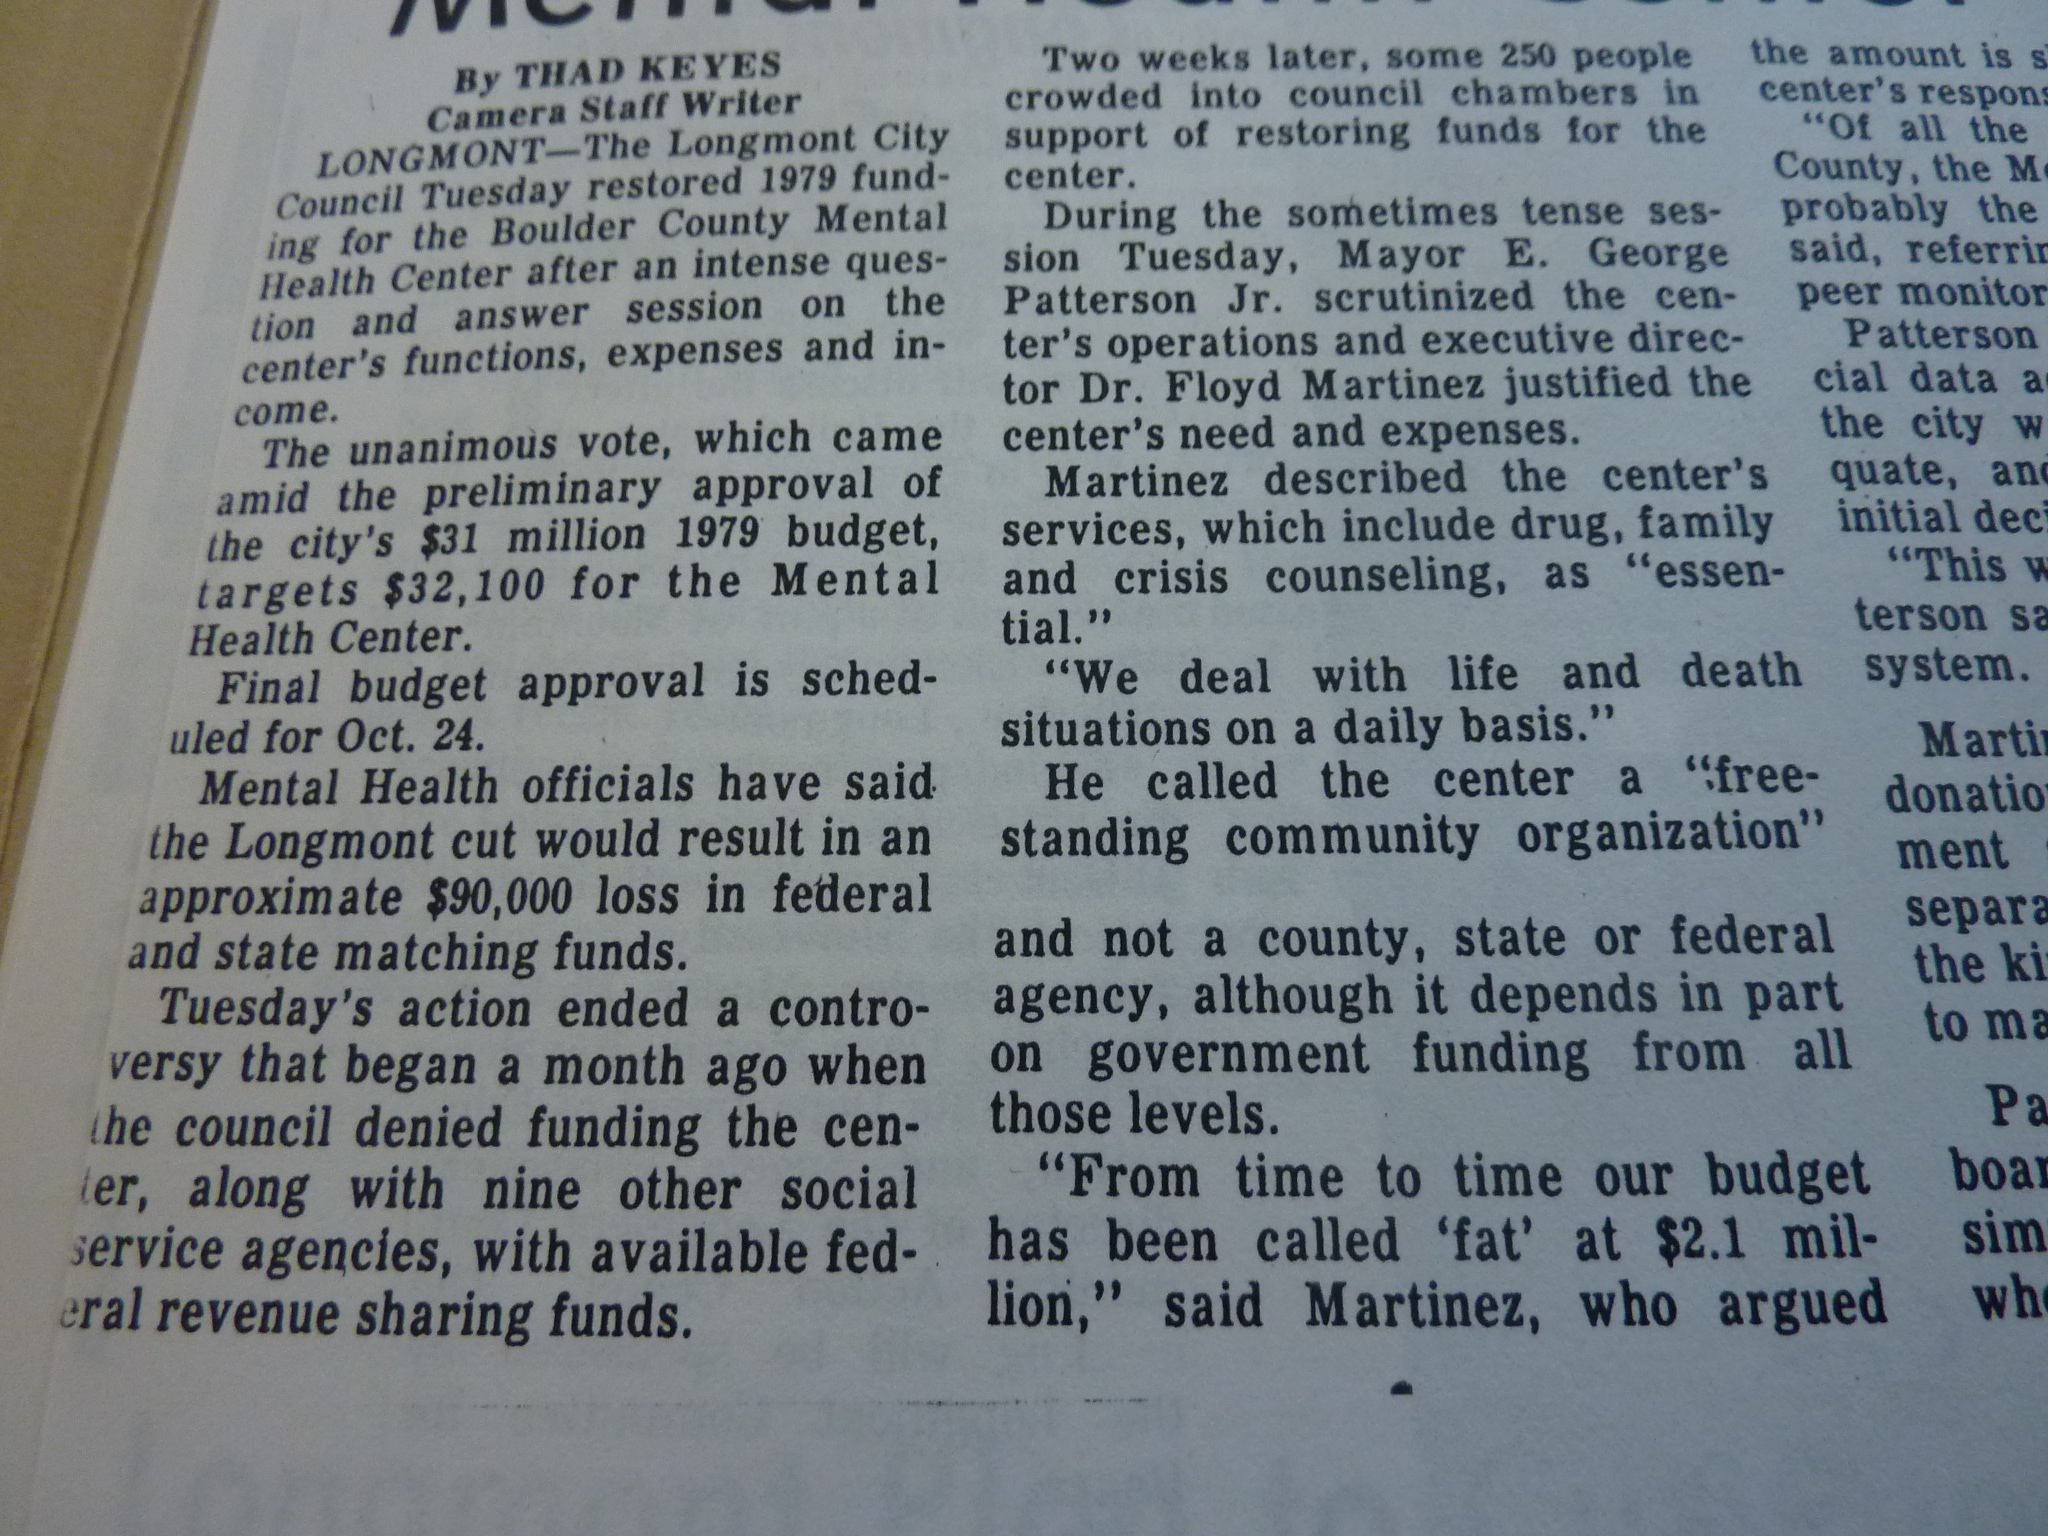 Mental Health Center
By THAD KEYES
Camera Staff Writer
LONGMONT—The Longmont City
Council Tuesday restored 1979 fund-
ing for the Boulder County Mental
Health Center after an intense ques-
tion and answer session on the
center's functions, expenses and in-
come.
The unanimous vote, which came
amid the preliminary approval of
the city's $31 million 1979 budget,
targets $32,100 for the Mental
Health Center.
Final budget approval is sched-
uled for Oct. 24.
Mental Health officials have said
the Longmont cut would result in an
approximate $90,000 loss in federal
and state matching funds.
Tuesday's action ended a contro-
versy that began a month ago when
the council denied funding the cen-
ter, along with nine other social
service agencies, with available fed-
eral revenue sharing funds.
Two weeks later, some 250 people
crowded into council chambers in
support of restoring funds for the
center.
During the sometimes tense ses-
sion Tuesday, Mayor E. George
Patterson Jr. scrutinized the cen-
ter's operations and executive direc-
tor Dr. Floyd Martinez justified the
center's need and expenses.
Martinez described the center's
services, which include drug, family
and crisis counseling, as “essen-
tial.”
“We deal with life and death
situations on a daily basis.”
He called the center a “free-
standing community organization”
and not a county, state or federal
agency, although it depends in part
on government funding from all
those levels.
“From time to time our budget
has been called ‘fat’ at $2.1 mil-
lion,” said Martinez, who argued
the amount is
center's
“Of all the
County, the
probably the
said,
peer
Patterson
cial data
the city
quate,
initial
“This
terson
system.
ment
the
to